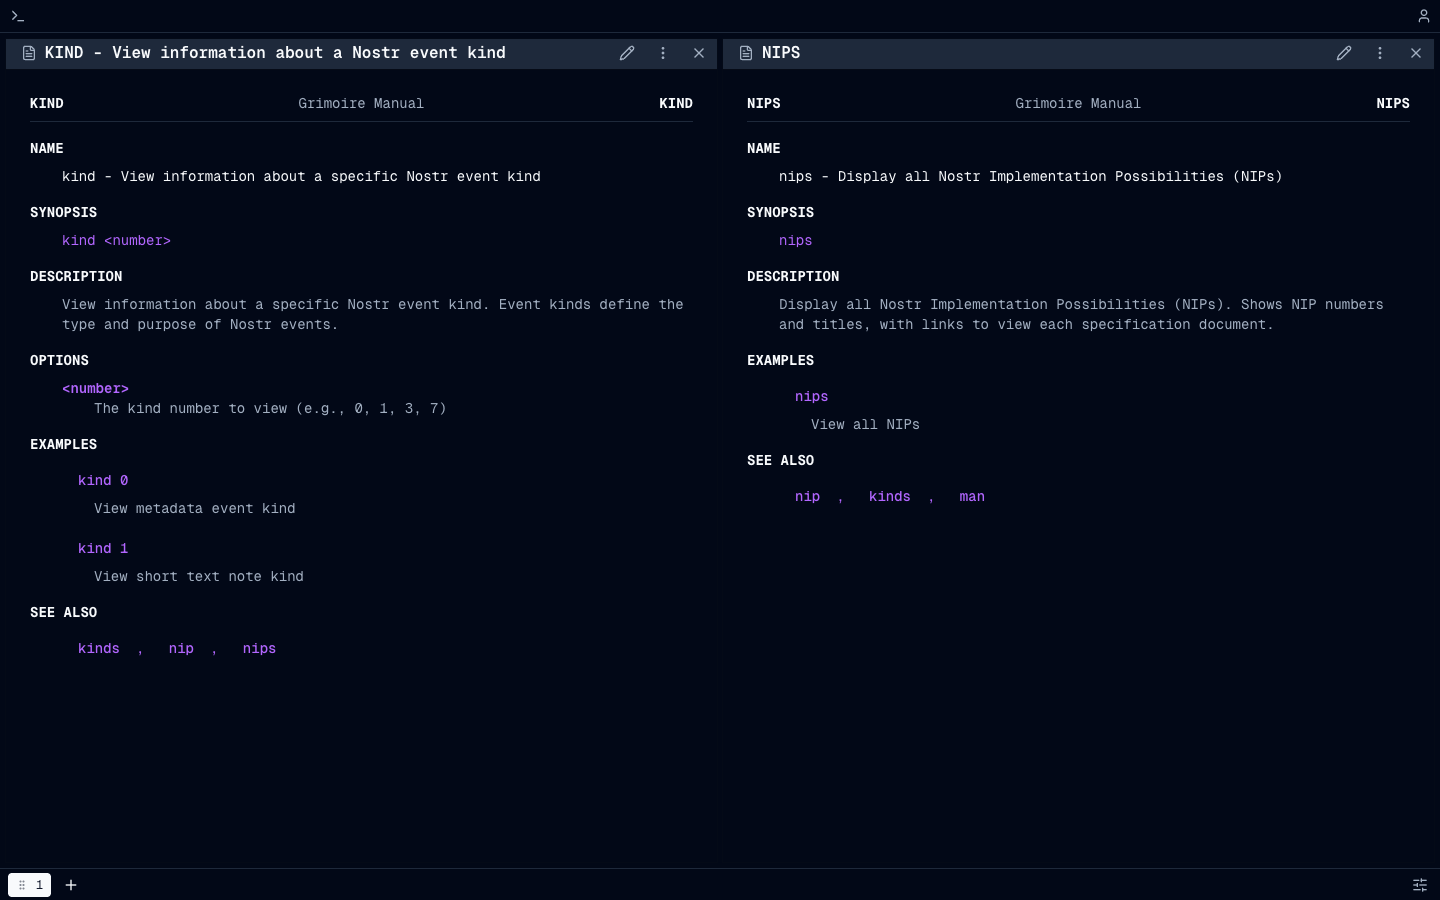 KIND - View information about a Nostr event kind
KIND Grimoire Manual KIND
NAME
kind - View information about a specific Nostr event kind
SYNOPSIS
kind <number>
DESCRIPTION
View information about a specific Nostr event kind. Event kinds define the
type and purpose of Nostr events.
OPTIONS
<number>
The kind number to view (e.g., 0, 1, 3, 7)
EXAMPLES
kind 0
View metadata event kind
kind 1
View short text note kind
SEE ALSO
kinds , nip , nips
NIPS
NIPS Grimoire Manual NIPS
NAME
nips - Display all Nostr Implementation Possibilities (NIPs)
SYNOPSIS
nips
DESCRIPTION
Display all Nostr Implementation Possibilities (NIPs). Shows NIP numbers
and titles, with links to view each specification document.
EXAMPLES
nips
View all NIPs
SEE ALSO
nip , kinds , man
1